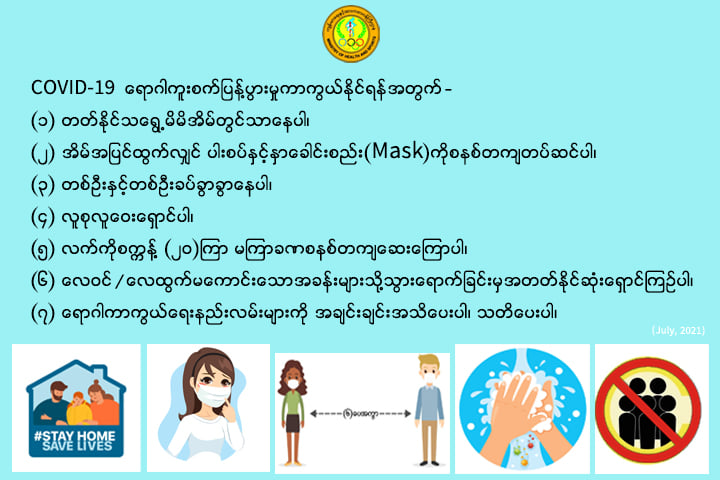 MINISTRY OF HEALTH AND SPORTS
COVID-19 ရောဂါကူးစက်ပြန့်ပွားမှုကာကွယ်နိုင်ရန်အတွက် -
(၁) တတ်နိုင်သရွေ့မိမိအိမ်တွင်သာနေပါ။
(၂) အိမ်အပြင်ထွက်လျှင် ပါးစပ်နှင့်နှာခေါင်းစည်း(Mask)ကိုစနစ်တကျတပ်ဆင်ပါ။
(၃) တစ်ဦးနှင့်တစ်ဦးခပ်ခွာခွာနေပါ။
(၄) လူစုလူဝေးရှောင်ပါ။
(၅) လက်ကိုစက္ကန့် (၂၀)ကြာ မကြာခဏစနစ်တကျဆေးကြောပါ။
(၆) လေဝင်/လေထွက်မကောင်းသောအခန်းများသို့သွားရောက်ခြင်းမှအတတ်နိုင်ဆုံးရှောင်ကြဉ်ပါ။
(၇) ရောဂါကာကွယ်ရေးနည်းလမ်းများကို အချင်းချင်းအသိပေးပါ၊ သတိပေးပါ။
(July, 2021)
#STAY HOME
SAVE LIVES
(၆)ပေအကွာ